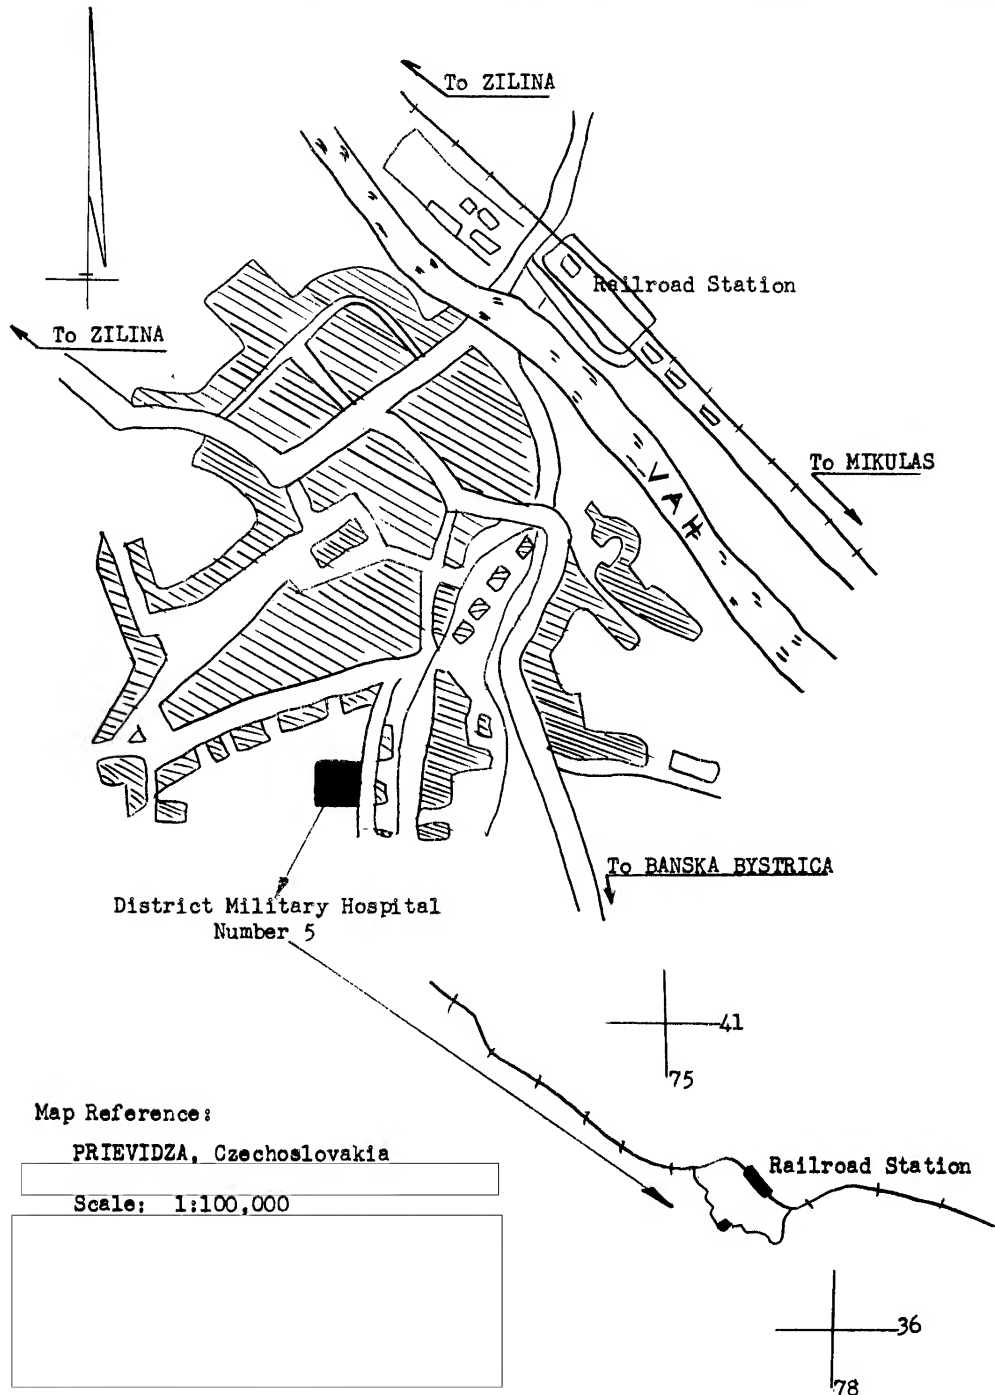 To ZILINA
Railroad Station
To ZILINA
To MIKULAS
VAH
To BANSKA BYSTRICA
District Military Hospital
Number 5
41
75
Map Reference:
PRIEVIDZA, Czechoslovakia
Scale: 1:100,000
Railroad Station
36
78